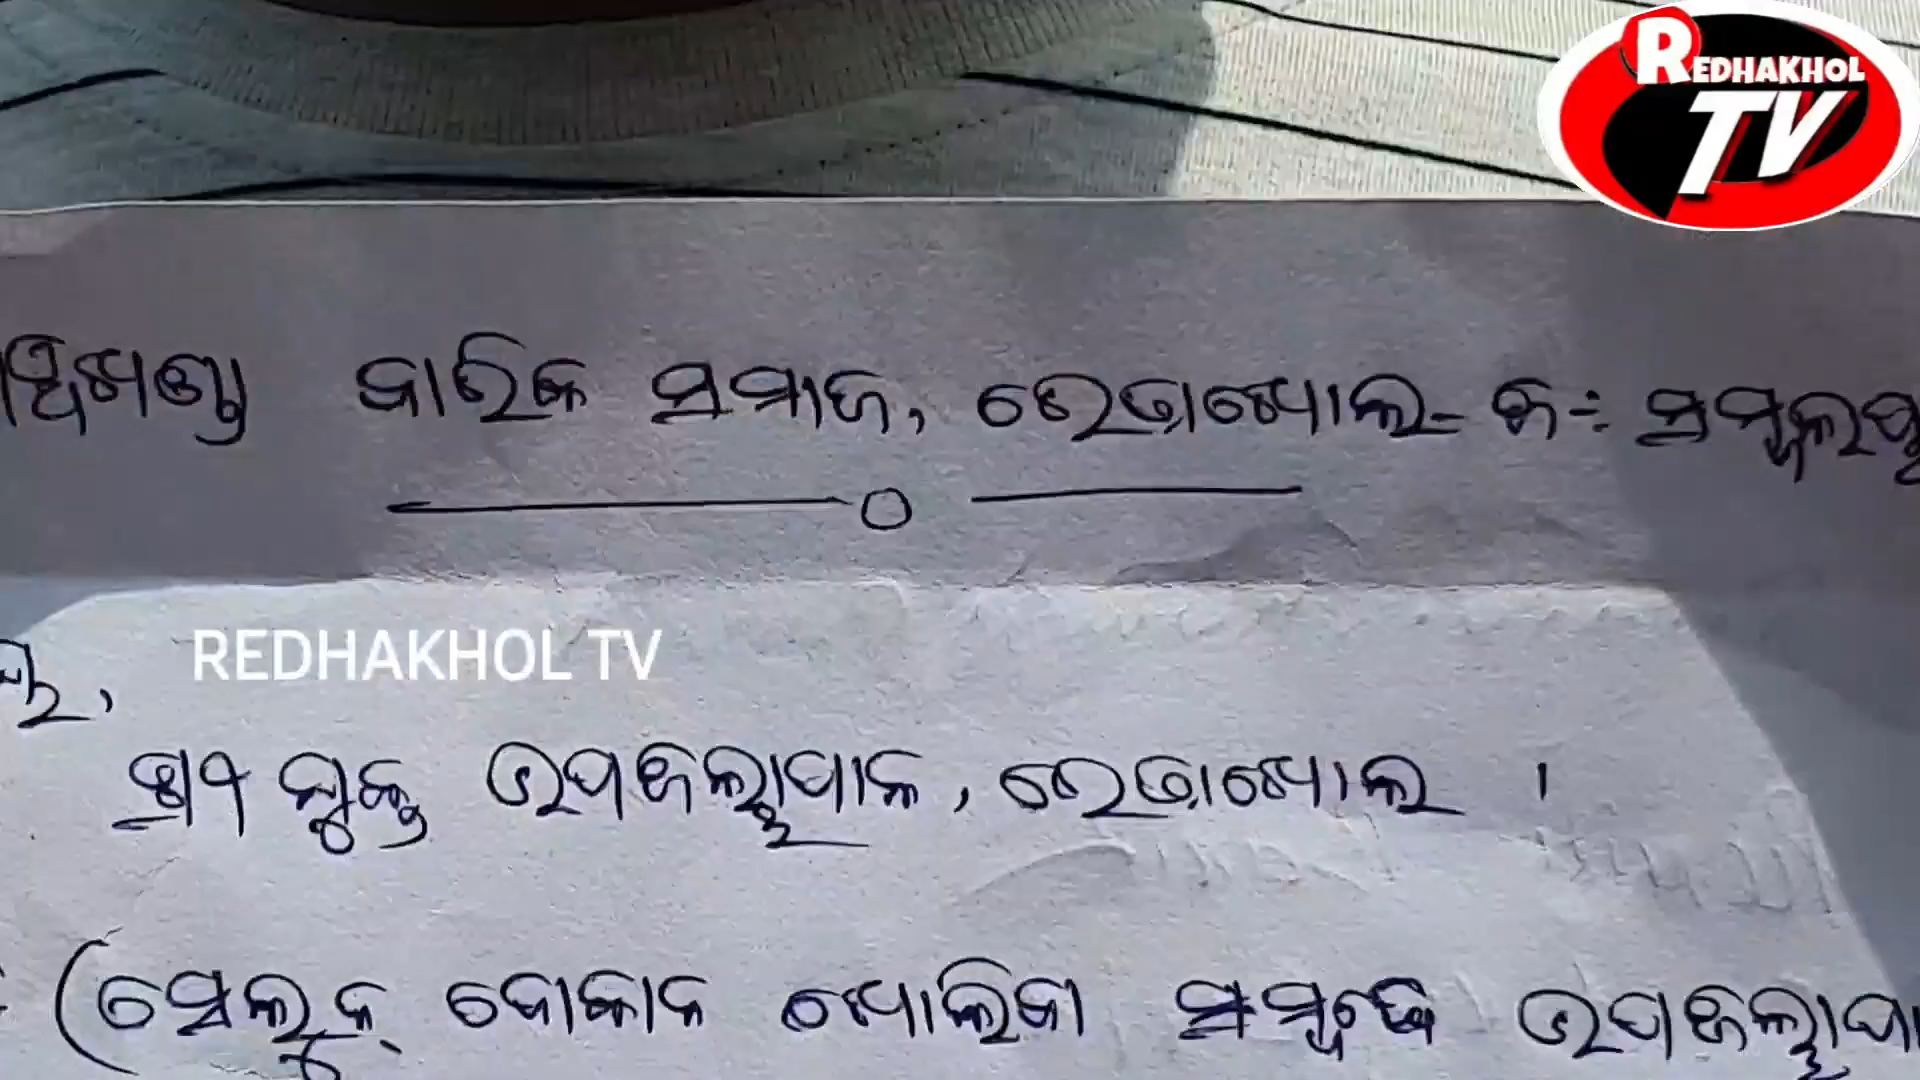 REDHAKHOL
TV
ବାରିକ ସମାଜ, ରେଢ଼ାଖୋଲ- ଜ-: ସମ୍ବଲପୁ
REDHAKHOL TV
ଶ୍ରୀ ଯୁକ୍ତ ଉପଜିଲ୍ଲାପାଳ, ରେଢ଼ାଖୋଲ ।
(ସେଲୁନ୍ ଦୋକାନ ଖୋଲିବା ସମ୍ବନ୍ଧେ ଉପଜିଲ୍ଲାପା